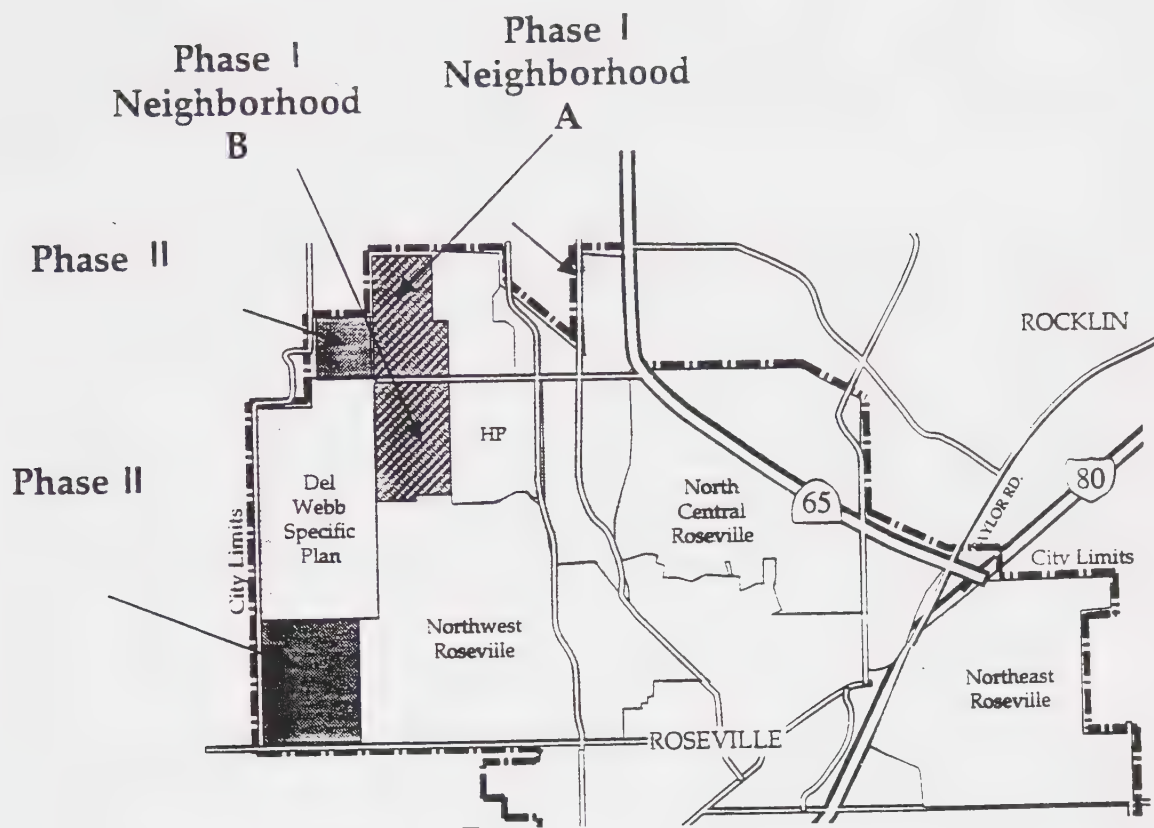 Phase I
Neighborhood
A
Phase I
Neighborhood
B
Phase II
ROCKLIN
HP
80
65
Phase II
Del
Webb
Specific
Plan
North
Central
Roseville
TAYLOR RD.
City Limits
City Limits
Northwest
Roseville
Northeast
Roseville
ROSEVILLE